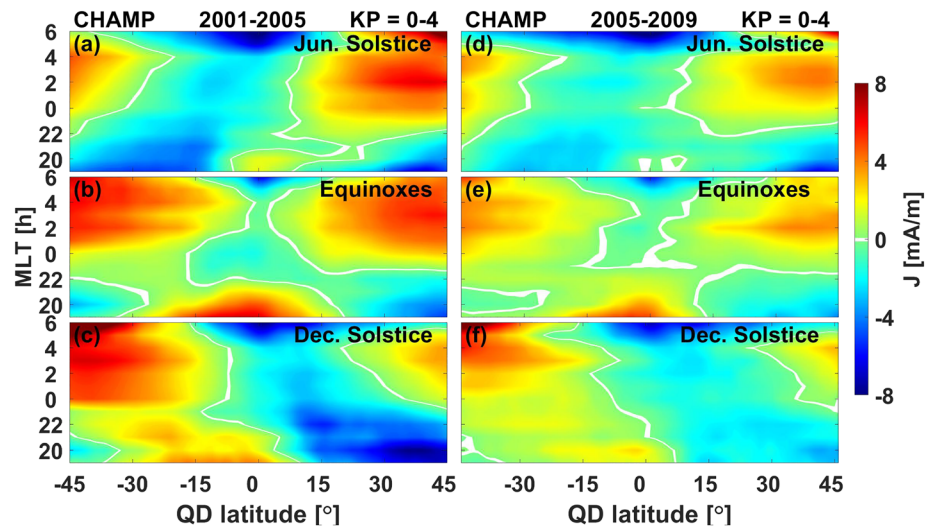 CHAMP 2001-2005 KP = 0-4 CHAMP 2005-2009 KP = 0-4
(a) Jun. Solstice (d) Jun. Solstice
6
4
2
0
22
20
(b) Equinoxes (e) Equinoxes
6
4
2
0
22
20
(c) Dec. Solstice (f) Dec. Solstice
6
4
2
0
22
20
MLT [h]
-45 -30 -15 0 15 30 45 -30 -15 0 15 30 45
QD latitude [°] QD latitude [°]
8
4
0
-4
-8
J [mA/m]